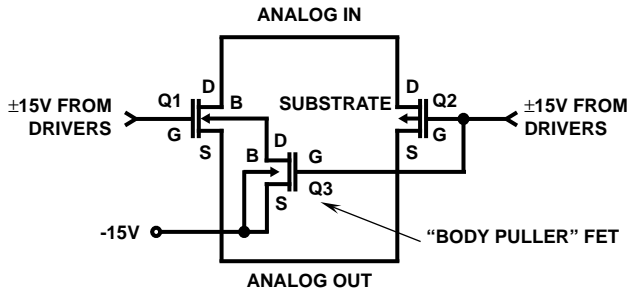 ANALOG IN
D
Q1
B
±15V FROM
DRIVERS
G
S
SUBSTRATE
D
Q2
G
S
±15V FROM
DRIVERS
D
B
G
Q3
S
-15V
“BODY PULLER” FET
ANALOG OUT